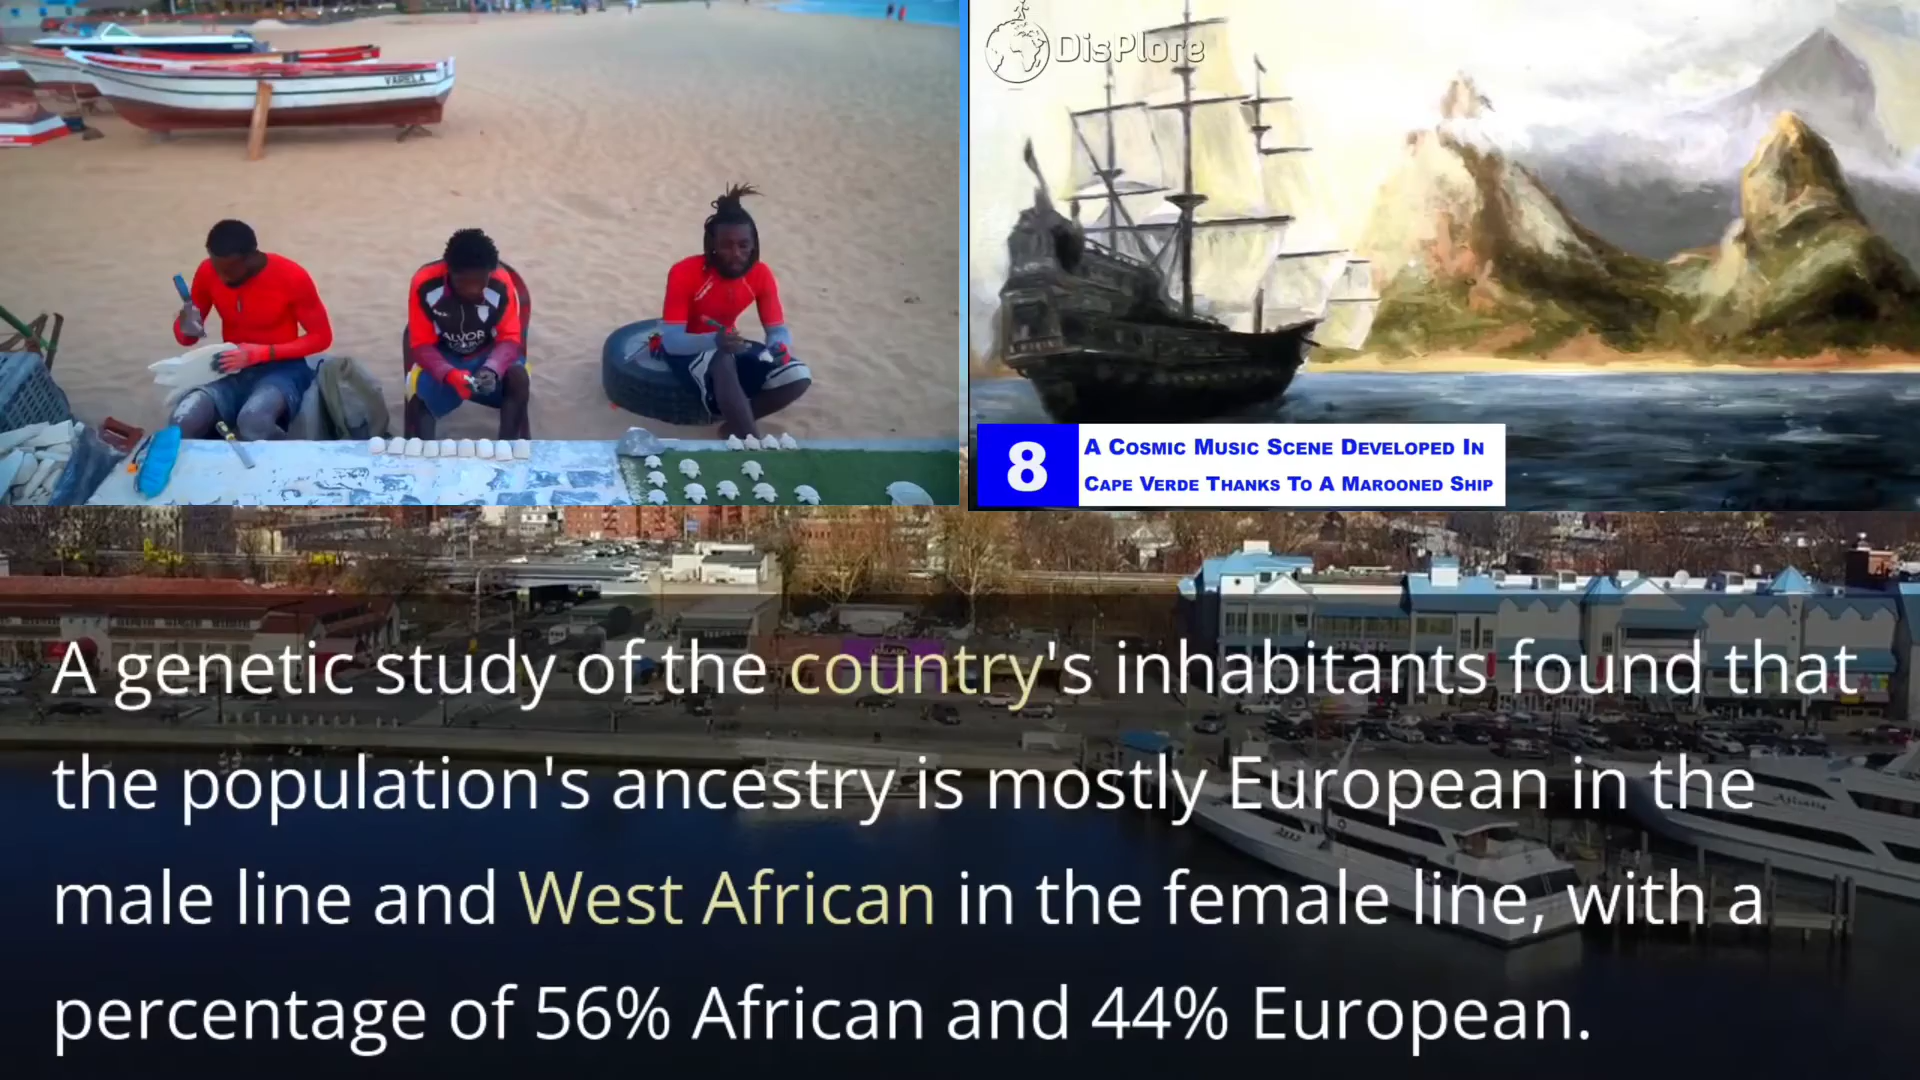 VARELA
ALVOR
DisPlore
8
A Cosmic Music Scene Developed In
Cape Verde Thanks To A Marooned Ship
A genetic study of the country's inhabitants found that
the population's ancestry is mostly European in the
male line and West African in the female line, with a
percentage of 56% African and 44% European.